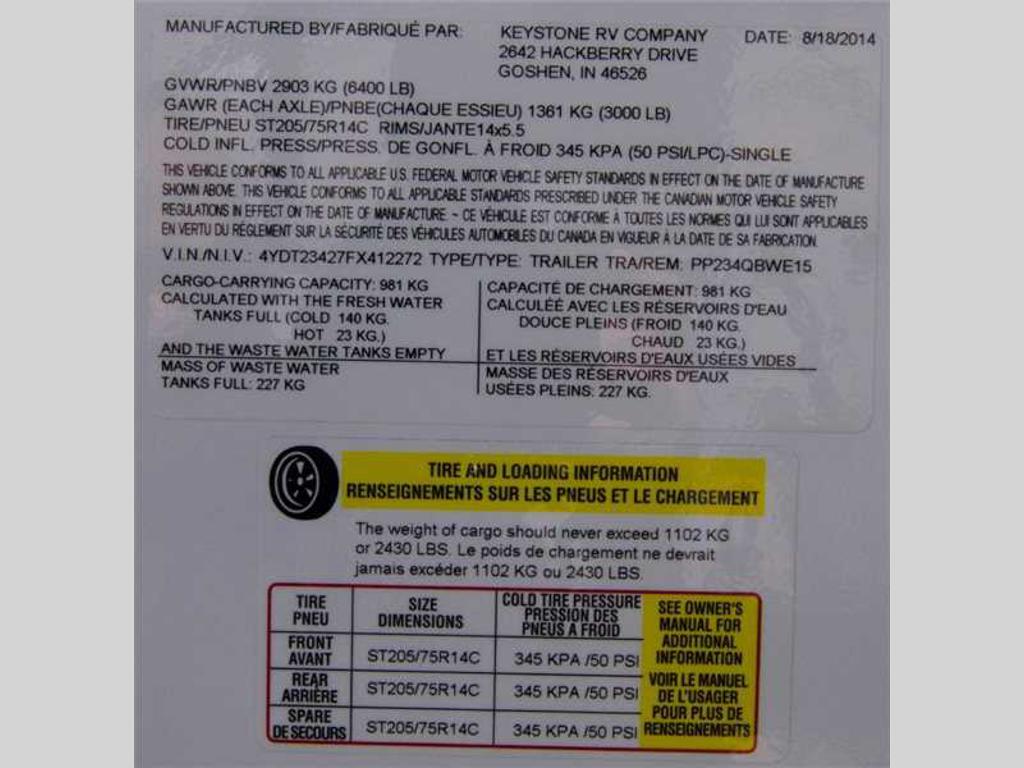 MANUFACTURED BY/FABRIQUÉ PAR: KEYSTONE RV COMPANY DATE: 8/18/2014
2642 HACKBERRY DRIVE
GOSHEN, IN 46526
GVWR/PNBV 2903 KG (6400 LB)
GAWR (EACH AXLE)/PNBE(CHAQUE ESSIEU) 1361 KG (3000 LB)
TIRE/PNEU ST205/75R14C RIMS/JANTE14x5.5
COLD INFL. PRESS/PRESS. DE GONFL. À FROID 345 KPA (50 PSI/LPC)-SINGLE
THIS VEHICLE CONFORMS TO ALL APPLICABLE U.S. FEDERAL MOTOR VEHICLE SAFETY STANDARDS IN EFFECT ON THE DATE OF MANUFACTURE
SHOWN ABOVE. THIS VEHICLE CONFORMS TO ALL APPLICABLE STANDARDS PRESCRIBED UNDER THE CANADIAN MOTOR VEHICLE SAFETY
REGULATIONS IN EFFECT ON THE DATE OF MANUFACTURE ~ CE VÉHICULE EST CONFORME À TOUTES LES NORMES QUI LUI SONT APPLICABLES
EN VERTU DU RÉGLEMENT SUR LA SÉCURITÉ DES VÉHICULES AUTOMOBILES DU CANADA EN VIGUEUR À LA DATE DE SA FABRICATION.
V.I.N./N.I.V.: 4YDT23427FX412272 TYPE/TYPE: TRAILER TRA/REM: PP234QBWE15
CARGO-CARRYING CAPACITY: 981 KG
CALCULATED WITH THE FRESH WATER
TANKS FULL (COLD 140 KG.
HOT 23 KG.)
AND THE WASTE WATER TANKS EMPTY
MASS OF WASTE WATER
TANKS FULL: 227 KG
CAPACITÉ DE CHARGEMENT: 981 KG
CALCULÉE AVEC LES RÉSERVOIRS D'EAU
DOUCE PLEINS (FROID 140 KG.
CHAUD 23 KG.)
ET LES RÉSERVOIRS D'EAUX USÉES VIDES
MASSE DES RÉSERVOIRS D'EAUX
USÉES PLEINS: 227 KG.
TIRE AND LOADING INFORMATION
RENSEIGNEMENTS SUR LES PNEUS ET LE CHARGEMENT
The weight of cargo should never exceed 1102 KG
or 2430 LBS. Le poids de chargement ne devrait
jamais excéder 1102 KG ou 2430 LBS.
TIRE
PNEU
SIZE
DIMENSIONS
COLD TIRE PRESSURE
PRESSION DES
PNEUS A FROID
FRONT
AVANT
ST205/75R14C 345 KPA /50 PSI
REAR
ARRIÈRE
ST205/75R14C 345 KPA /50 PSI
SPARE
DE SECOURS
ST205/75R14C 345 KPA /50 PSI
SEE OWNER'S
MANUAL FOR
ADDITIONAL
INFORMATION
VOIR LE MANUEL
DE L'USAGER
POUR PLUS DE
RENSEIGNEMENTS